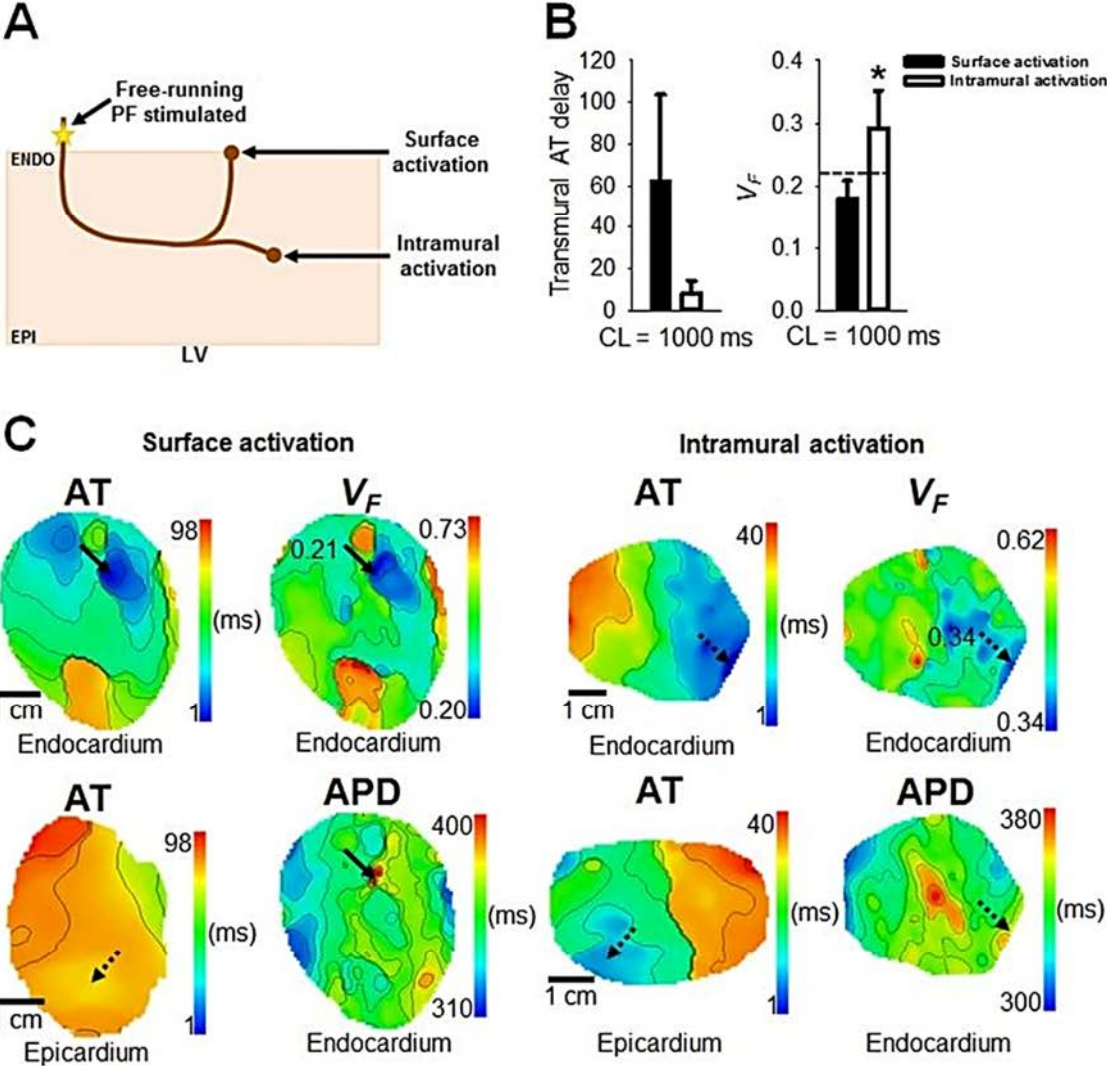 A
Free-running
PF stimulated
ENDO
Surface
activation
Intramural
activation
EPI
LV
B
Transmural AT delay
120
100
80
60
40
20
0
CL = 1000 ms
V_F
0.4
0.3
0.2
0.1
0.0
*
CL = 1000 ms
Surface activation
Intramural activation
C
Surface activation
Intramural activation
AT
98
(ms)
1
cm
Endocardium
V_F
0.21
0.73
0.20
Endocardium
AT
40
(ms)
1
1 cm
Endocardium
V_F
0.62
0.34
0.34
Endocardium
AT
98
(ms)
1
cm
Epicardium
APD
400
(ms)
310
Endocardium
AT
40
(ms)
1
1 cm
Epicardium
APD
380
(ms)
300
Endocardium